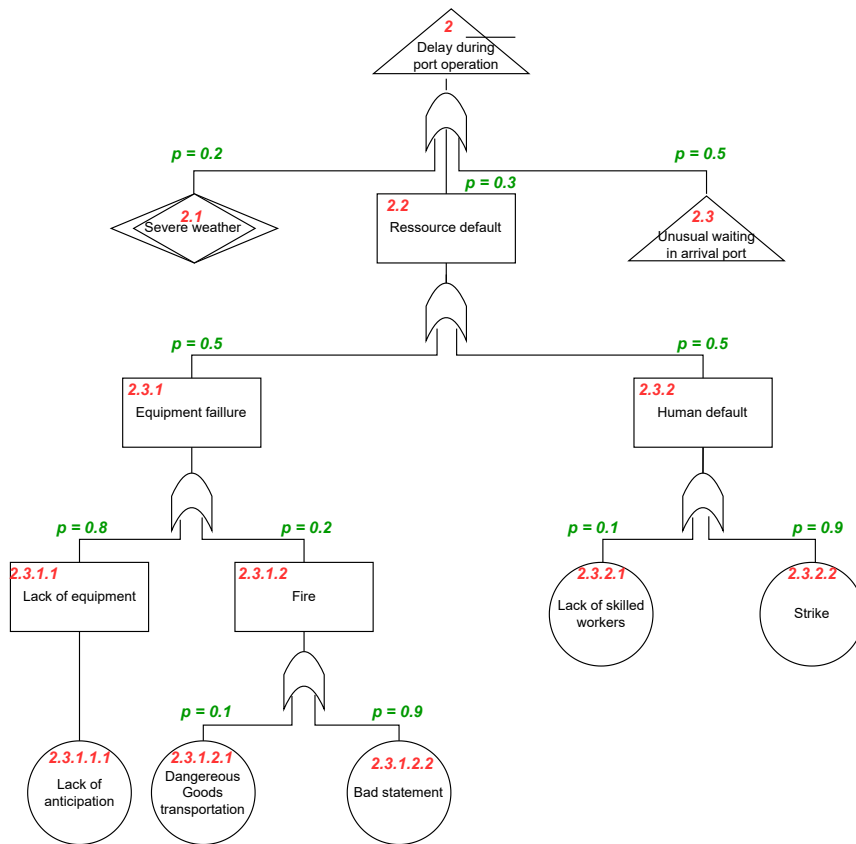 2
Delay during
port operation
p = 0.2
p = 0.5
p = 0.3
2.1
Severe weather
2.2
Ressource default
2.3
Unusual waiting
in arrival port
p = 0.5
p = 0.5
2.3.1
Equipment faillure
2.3.2
Human default
p = 0.8
p = 0.2
p = 0.1
p = 0.9
2.3.1.1
Lack of equipment
2.3.1.2
Fire
2.3.2.1
Lack of skilled
workers
2.3.2.2
Strike
p = 0.1
p = 0.9
2.3.1.1.1
Lack of
anticipation
2.3.1.2.1
Dangereous
Goods
transportation
2.3.1.2.2
Bad statement